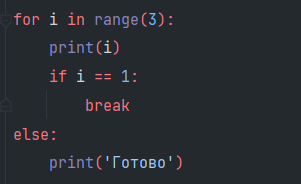 for i in range(3):
    print(i)
    if i == 1:
        break
else:
    print('Готово')